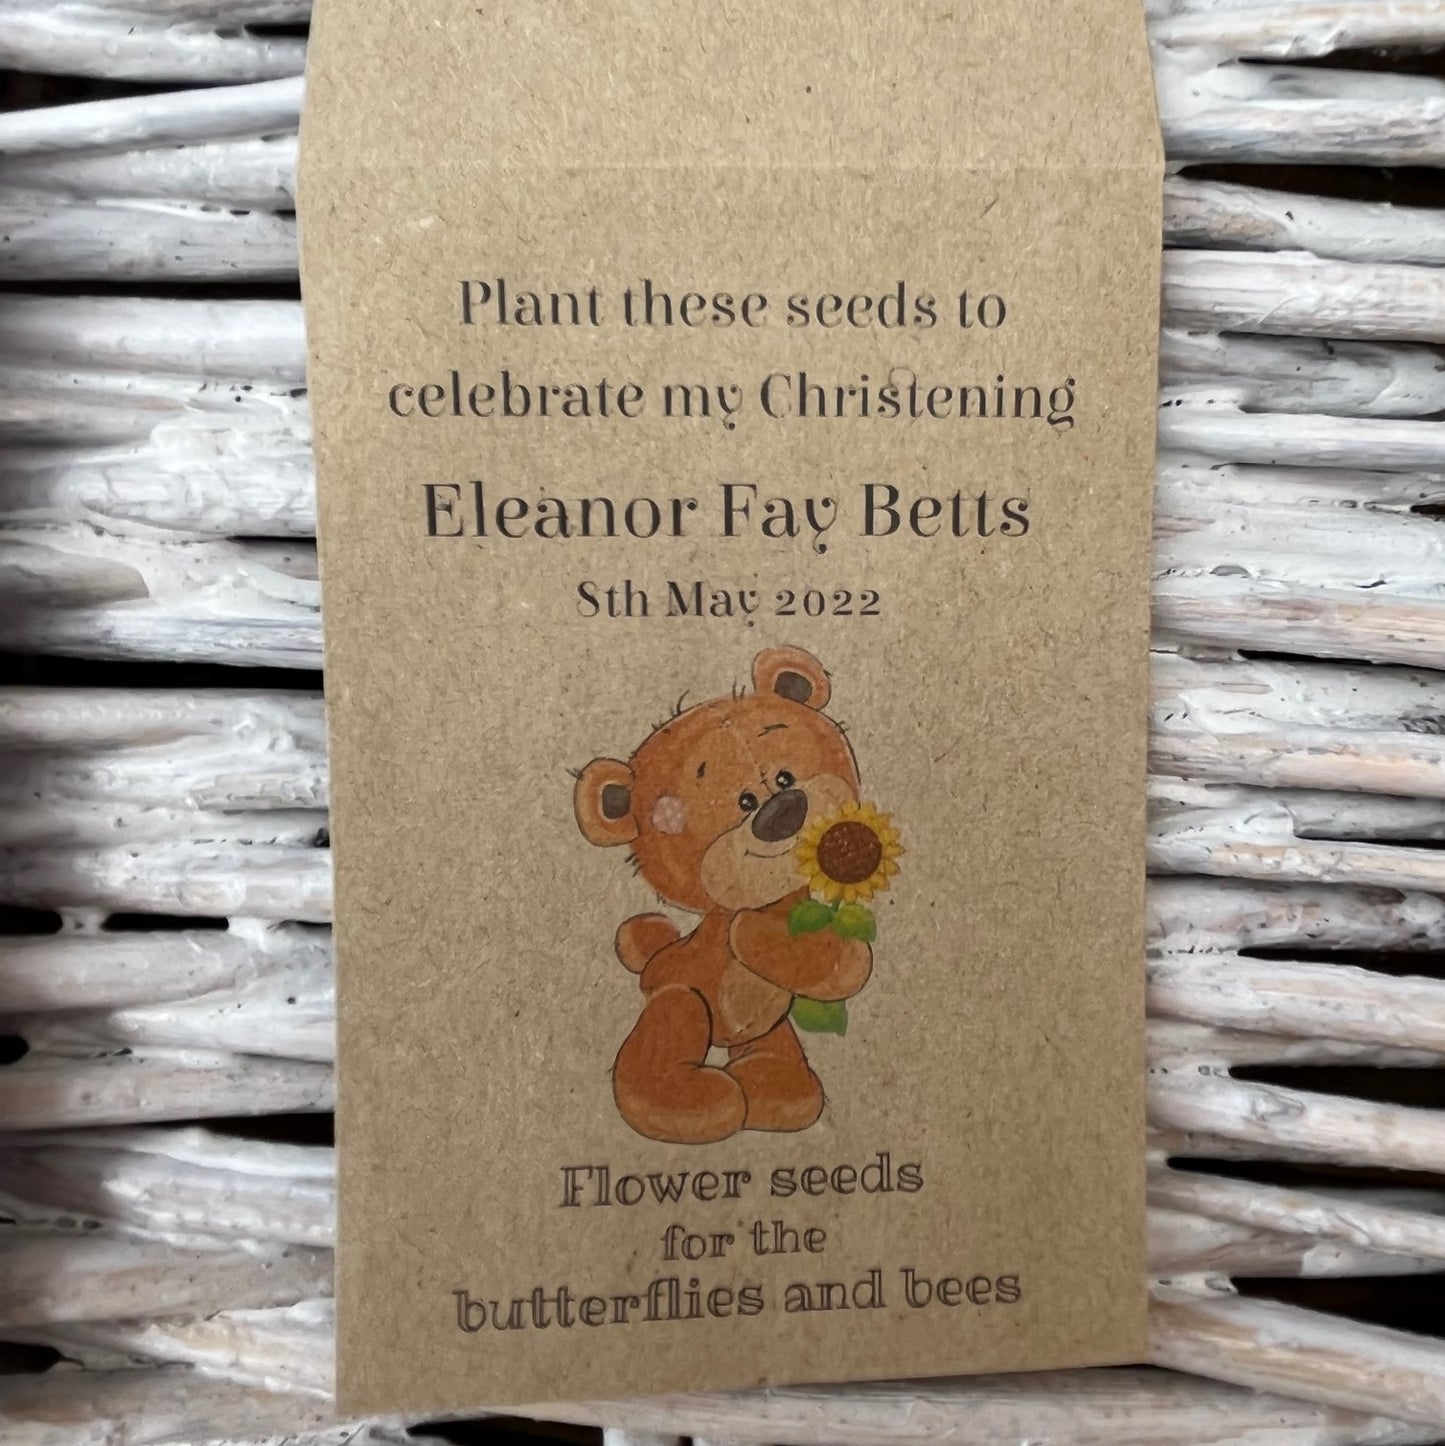 Plant these seeds to
celebrate my Christening
Eleanor Fay Betts
8th May 2022
Flower seeds
for the
butterflies and bees